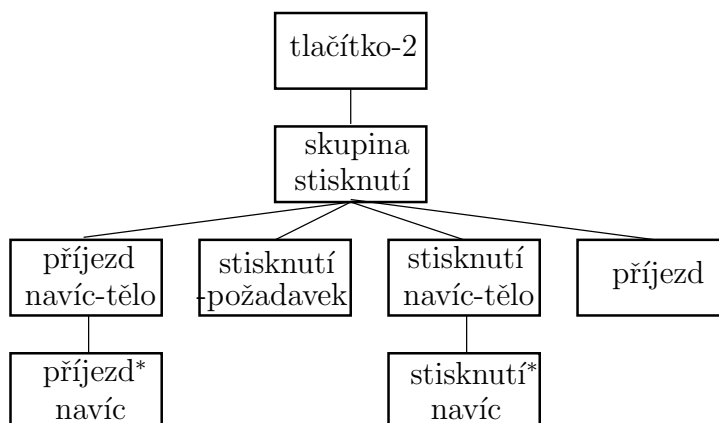 tlačítko-2
skupina
stisknutí
příjezd
navíc-tělo
stisknutí
-požadavek
stisknutí
navíc-tělo
příjezd
příjezd*
navíc
stisknutí*
navíc